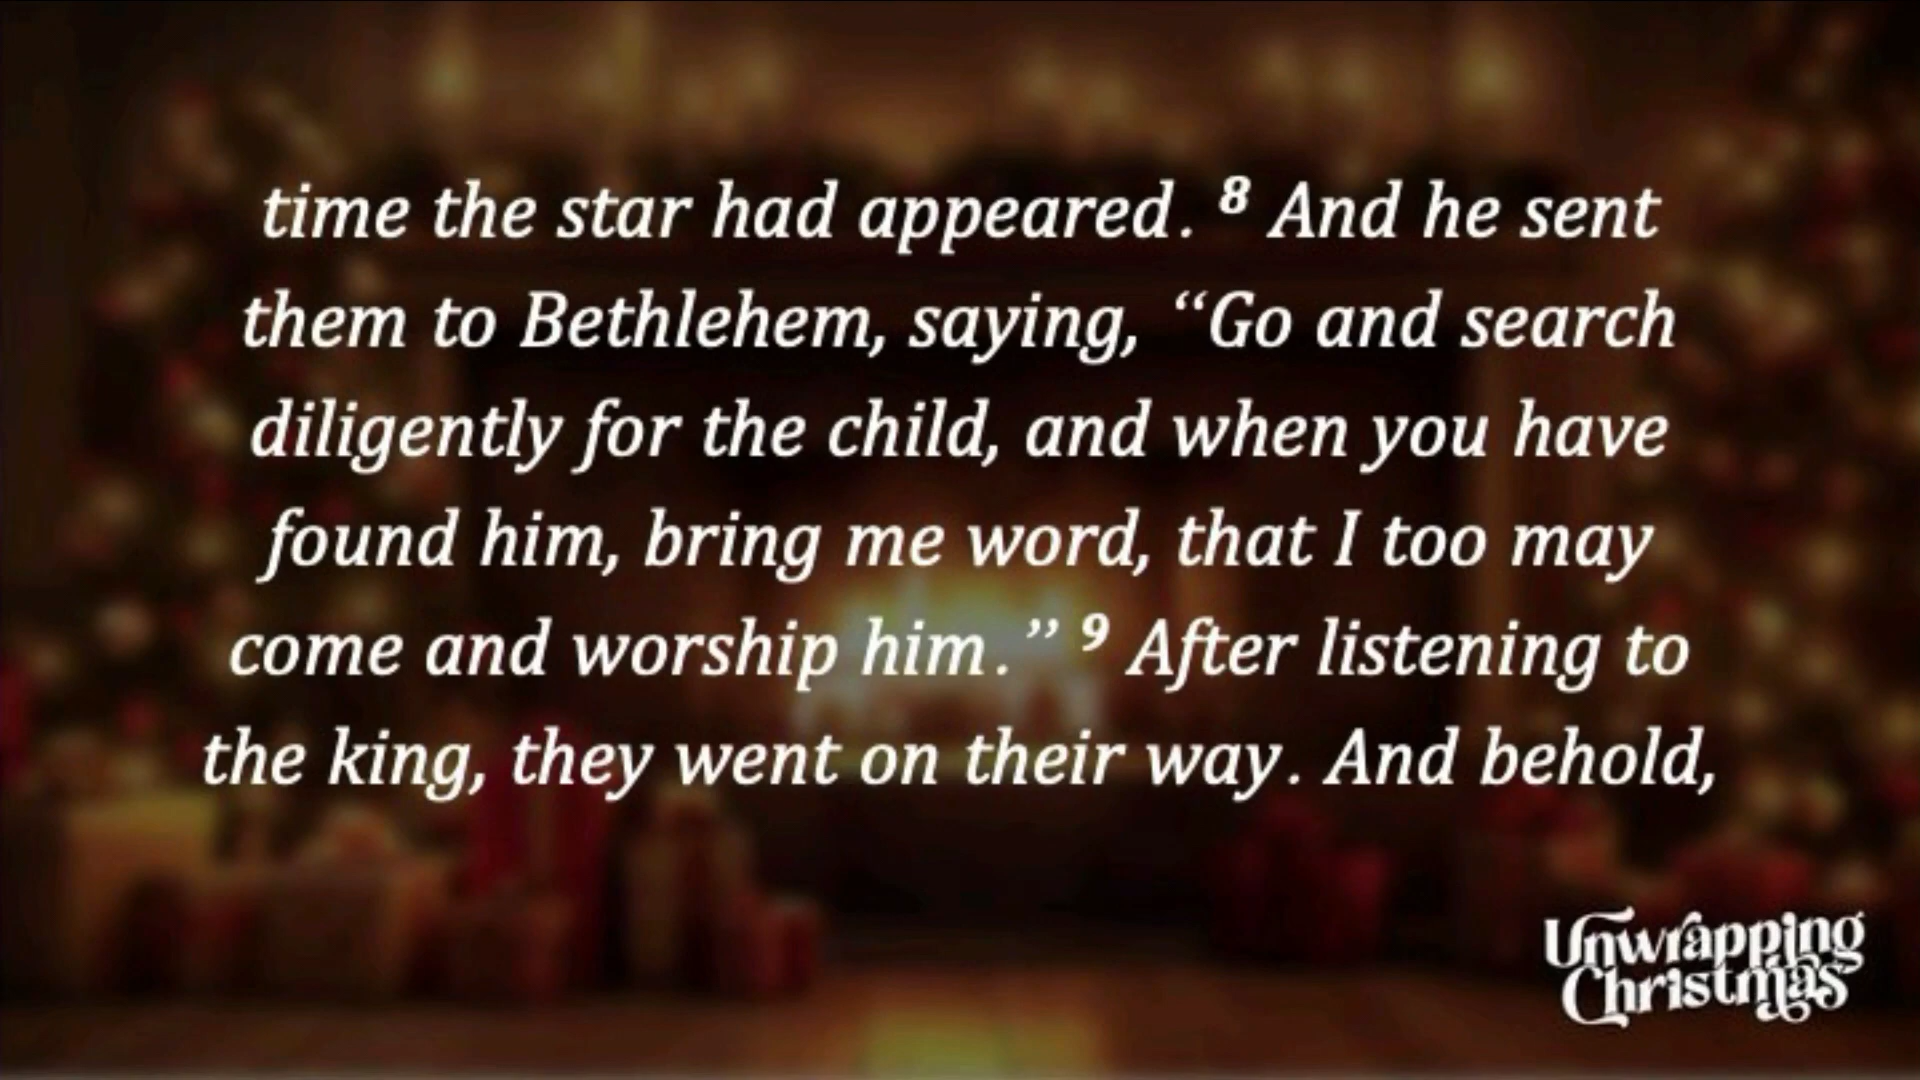 time the star had appeared. ⁸ And he sent
them to Bethlehem, saying, “Go and search
diligently for the child, and when you have
found him, bring me word, that I too may
come and worship him.” ⁹ After listening to
the king, they went on their way. And behold,
Unwrapping
Christmas